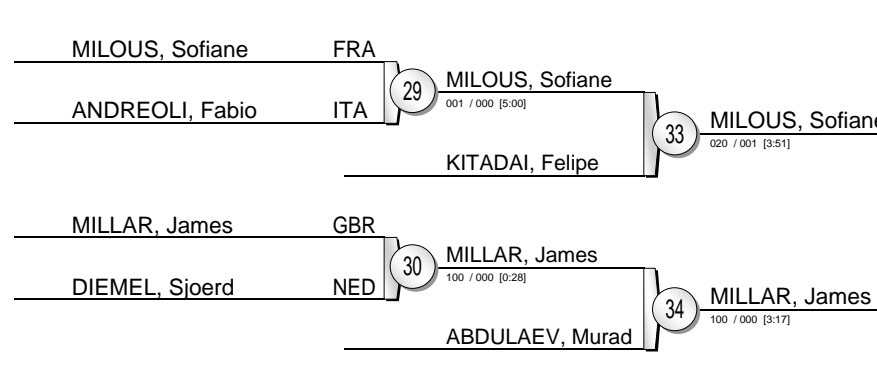 MILOUS, Sofiane FRA
ANDREOLI, Fabio ITA
29
MILOUS, Sofiane
001 / 000 [5:00]
KITADAI, Felipe
33
MILOUS, Sofiane
020 / 001 [3:51]
MILLAR, James GBR
DIEMEL, Sjoerd NED
30
MILLAR, James
100 / 000 [0:28]
ABDULAEV, Murad
34
MILLAR, James
100 / 000 [3:17]